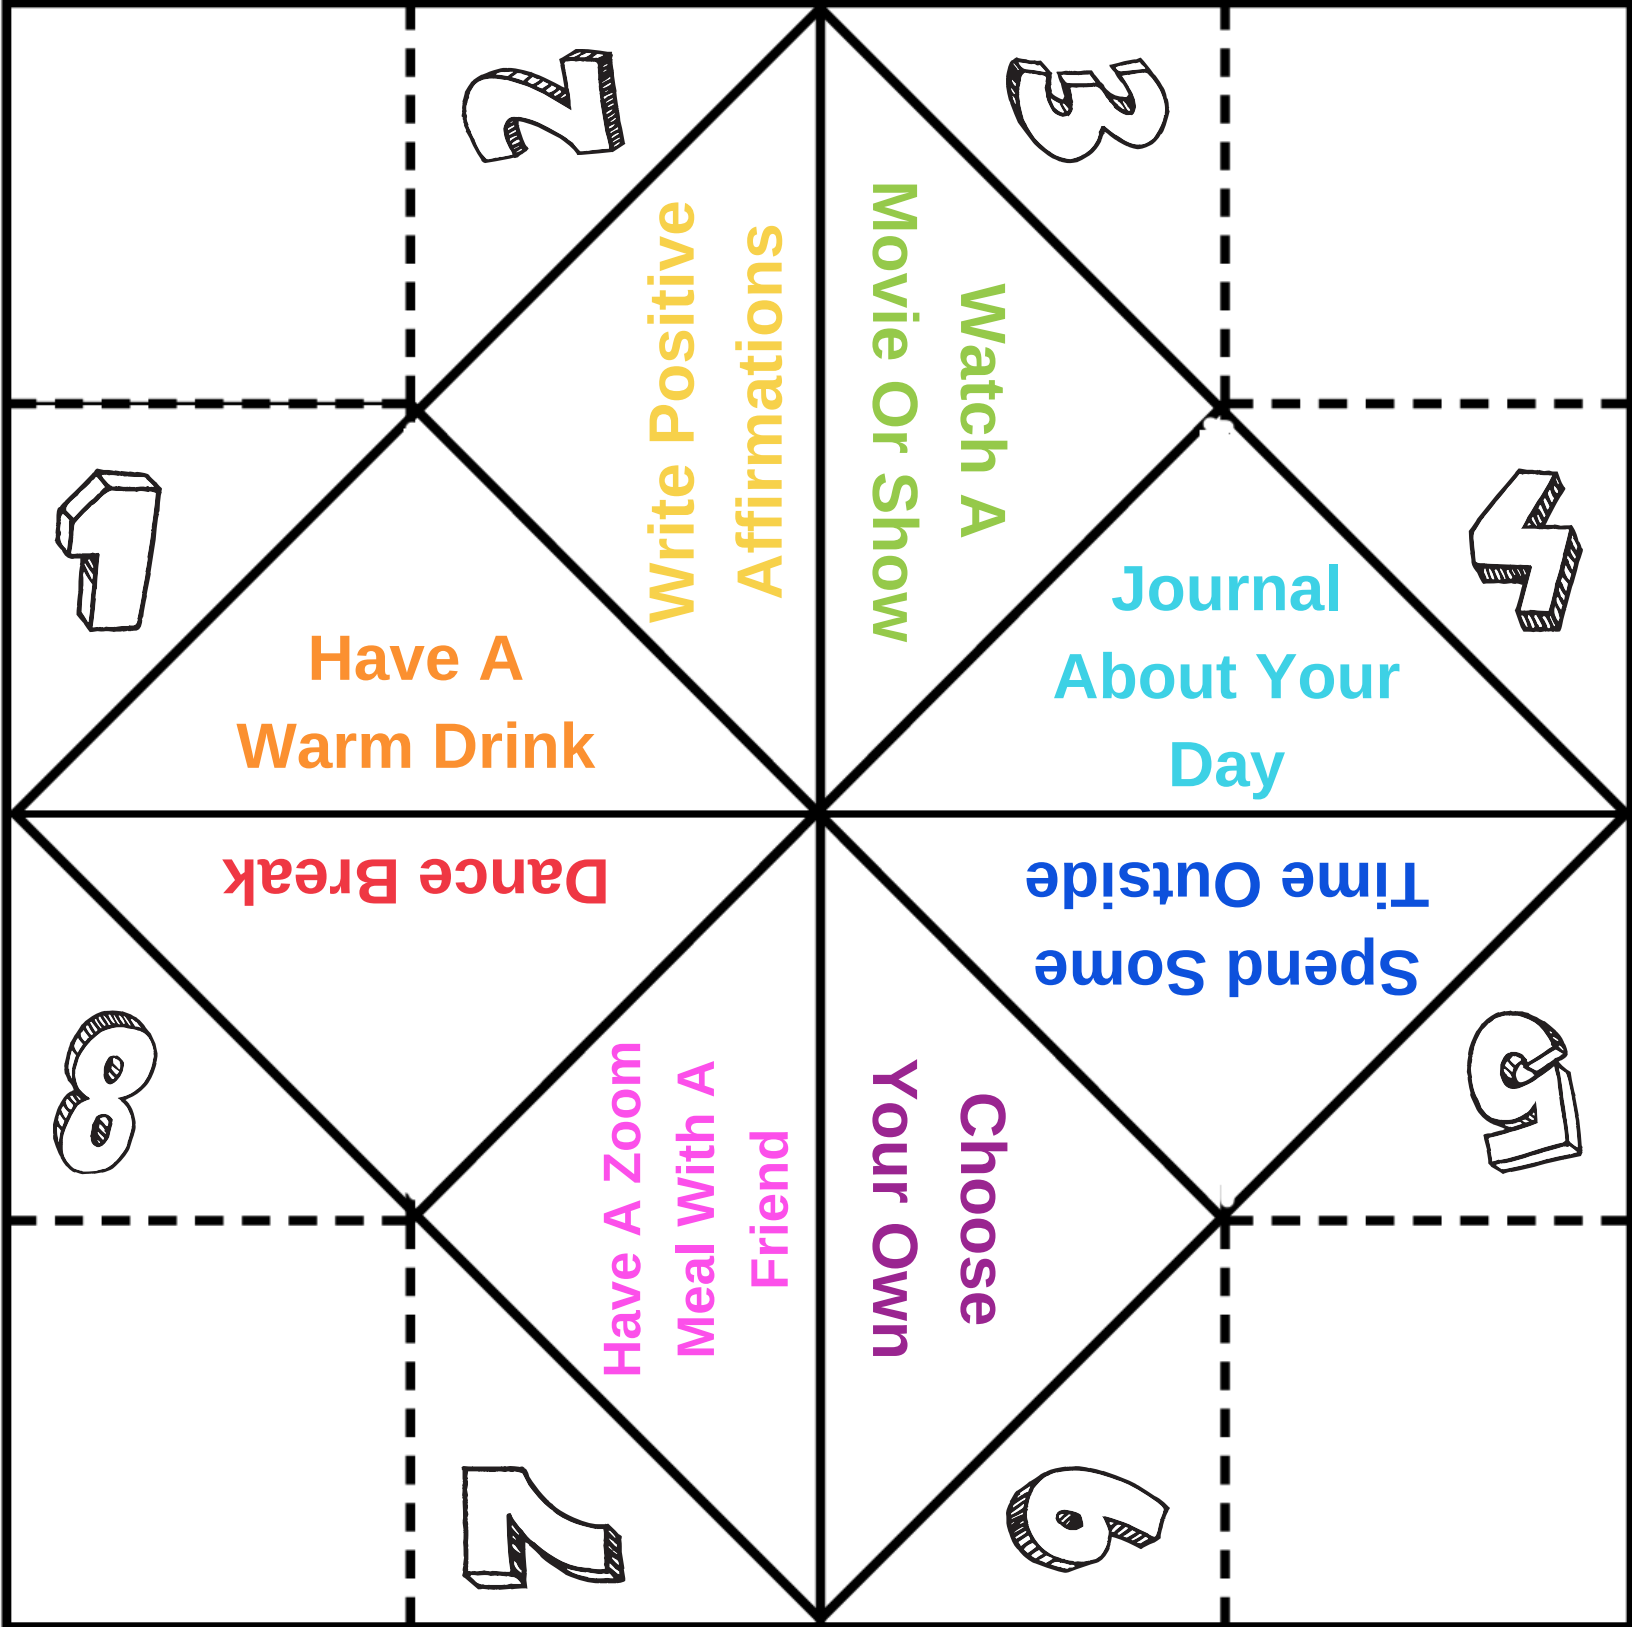 1
Have A
Warm Drink
2
Write Positive
Affirmations
3
Watch A
Movie Or Show
4
Journal
About Your
Day
5
Spend Some
Time Outside
6
Choose
Your Own
7
Have A Zoom
Meal With A
Friend
8
Dance Break